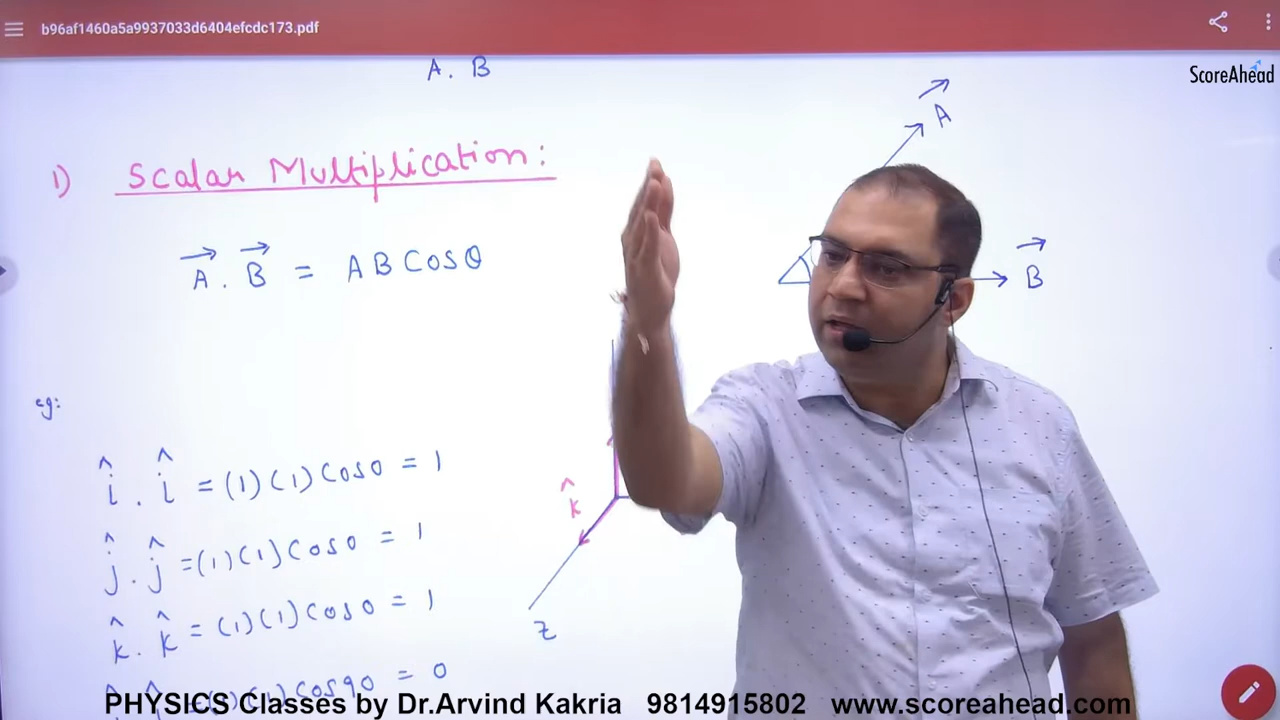 b96af1460a5a9937033d6404efcdc173.pdf
ScoreAhead
A. B
1) Scalar Multiplication:
A⃗ . B⃗ = A B Cosθ
A⃗
B⃗
eg:
î . î = (1) (1) Cos 0 = 1
ĵ . ĵ = (1) (1) Cos 0 = 1
k̂ . k̂ = (1) (1) Cos 0 = 1
Cos 90 = 0
k̂
Z
PHYSICS Classes by Dr.Arvind Kakria 9814915802 www.scoreahead.com